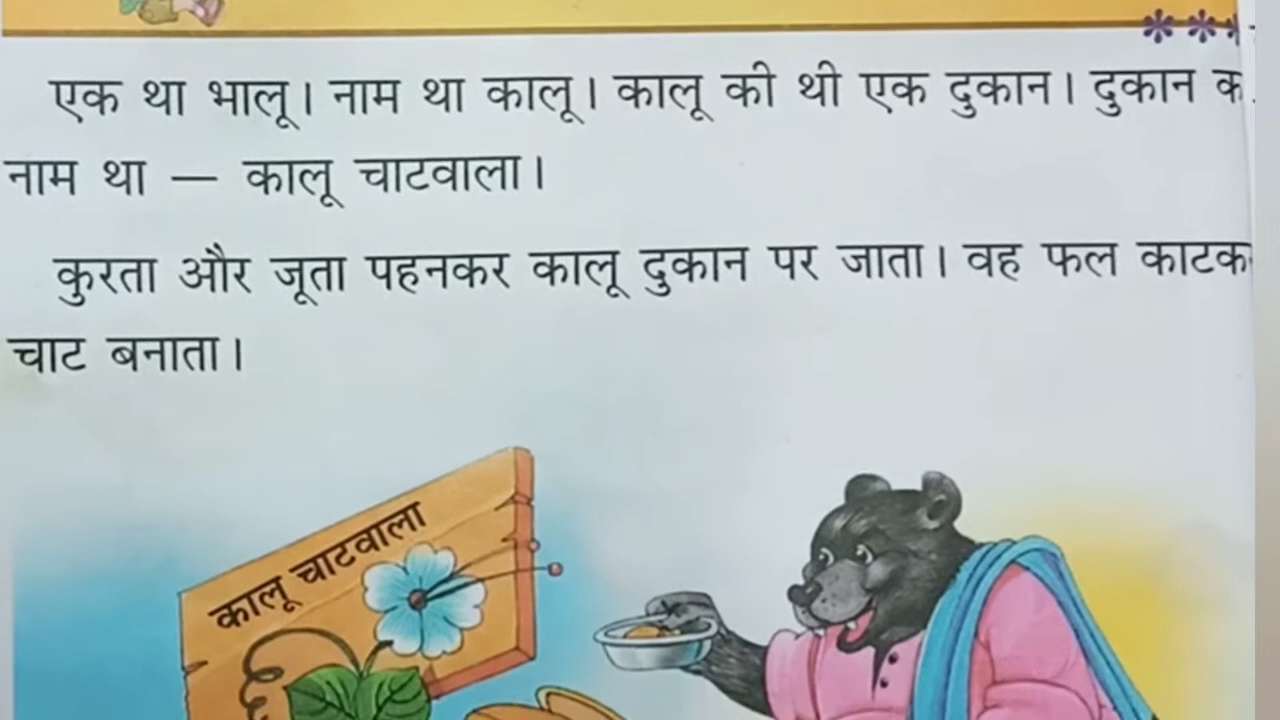 एक था भालू। नाम था कालू। कालू की थी एक दुकान। दुकान
नाम था — कालू चाटवाला।
कुरता और जूता पहनकर कालू दुकान पर जाता। वह फल
चाट बनाता।
कालू चाटवाला